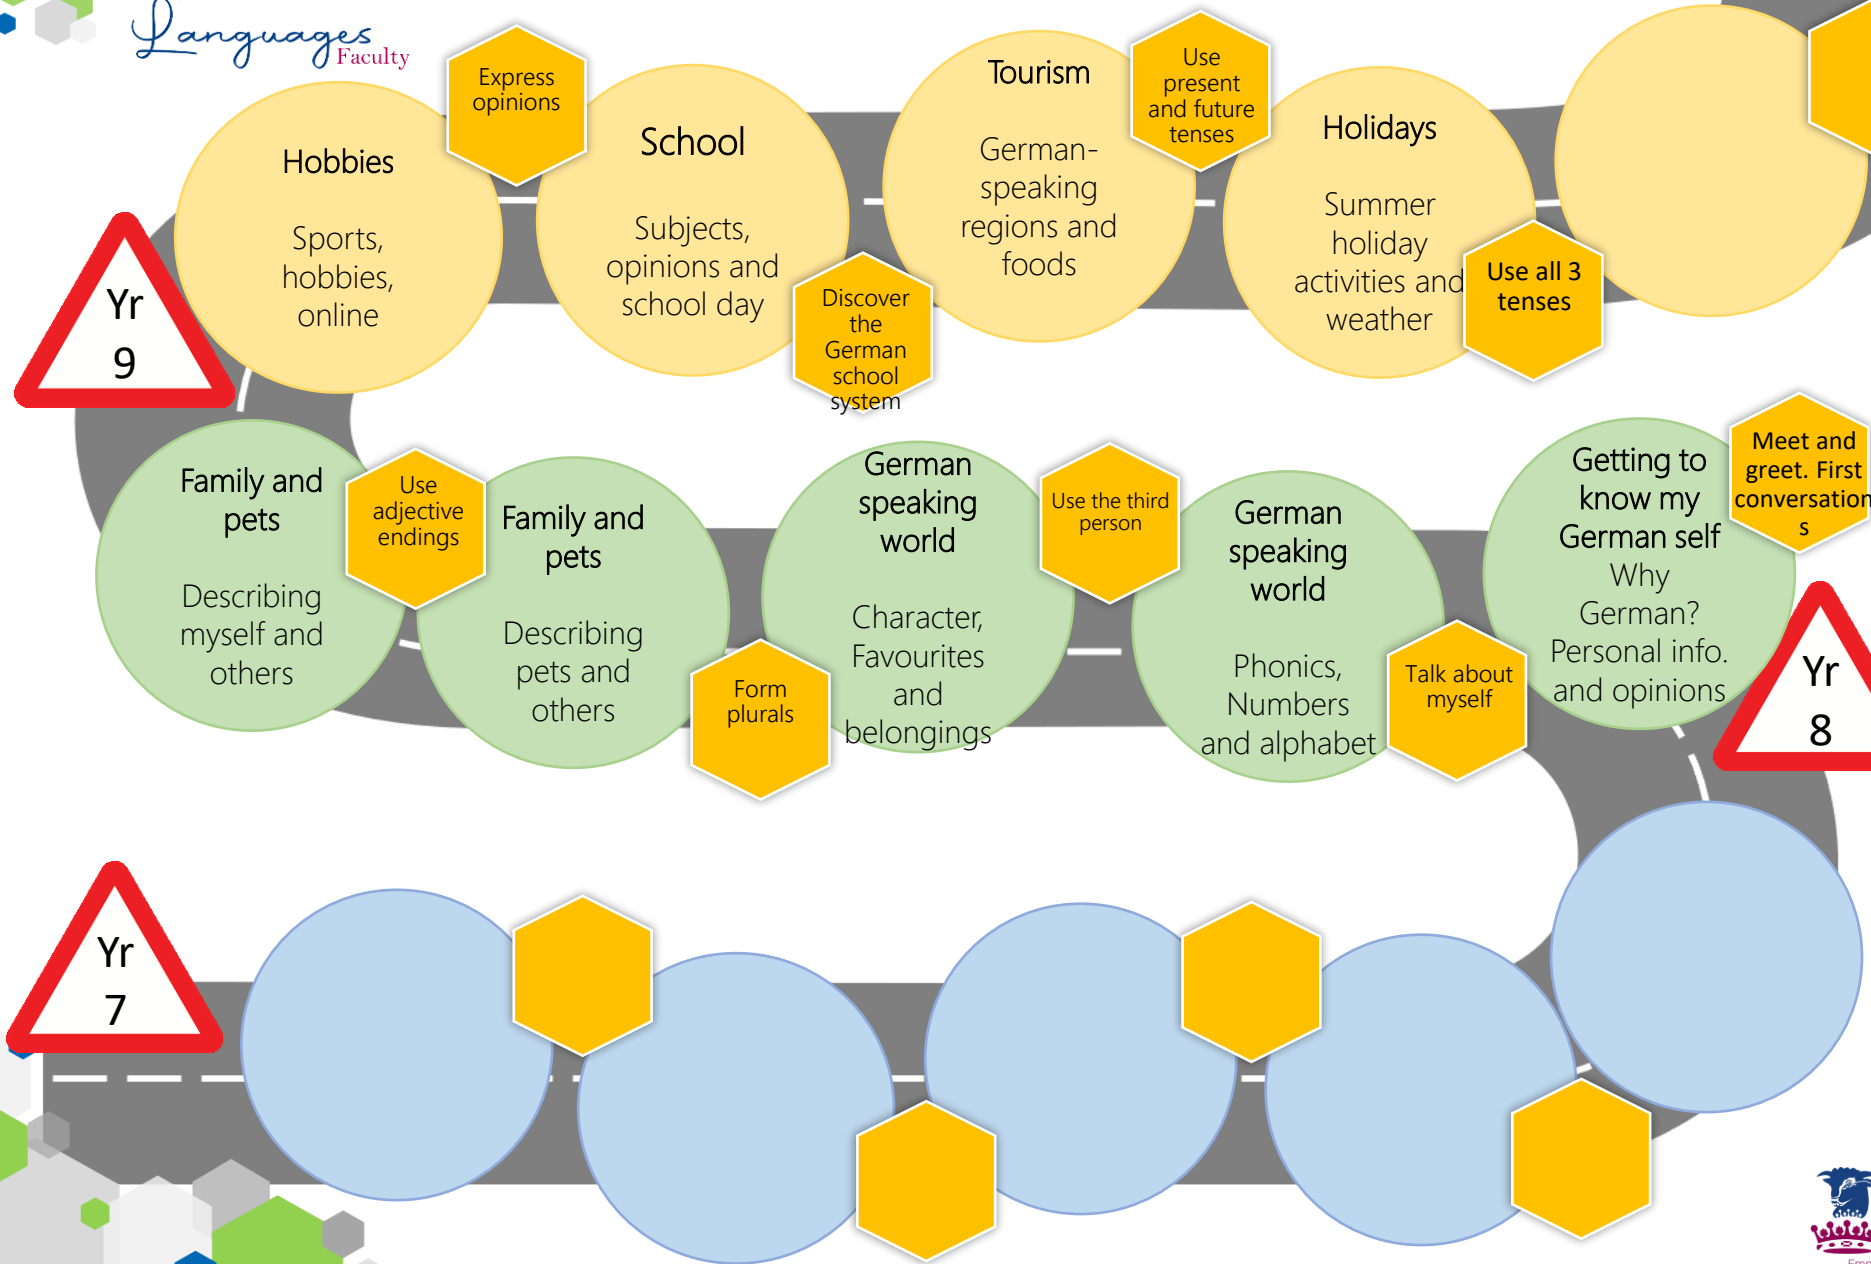 Languages
Faculty
Express
opinions
Hobbies
Sports,
hobbies,
online
School
Subjects,
opinions and
school day
Discover
the
German
school
system
Tourism
German-
speaking
regions and
foods
Use
present
and future
tenses
Holidays
Summer
holiday
activities and
weather
Use all 3
tenses
Yr
9
Family and
pets
Describing
myself and
others
Use
adjective
endings
Family and
pets
Describing
pets and
others
Form
plurals
German
speaking
world
Character,
Favourites
and
belongings
Use the third
person
German
speaking
world
Phonics,
Numbers
and alphabet
Talk about
myself
Getting to
know my
German self
Why
German?
Personal info.
and opinions
Meet and
greet. First
conversation
s
Yr
8
Yr
7